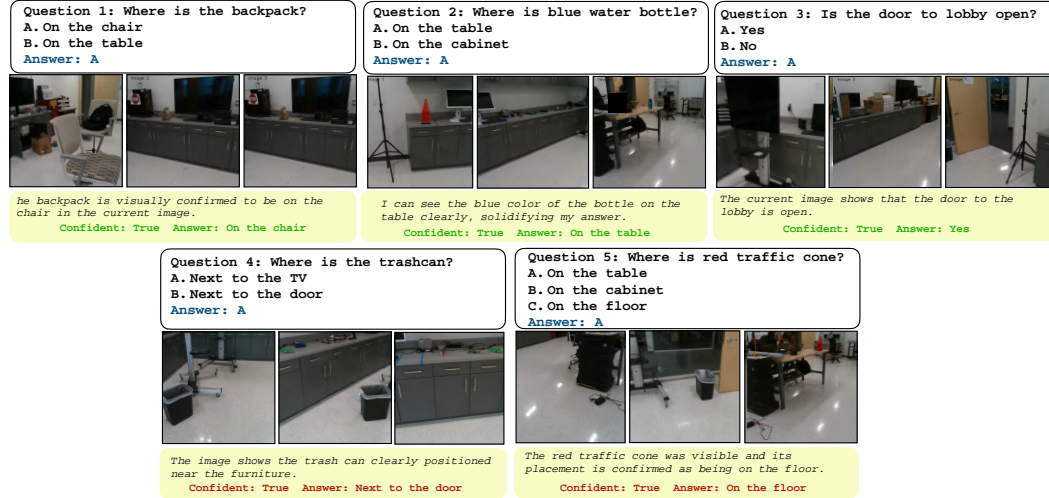 Question 1: Where is the backpack?
A. On the chair
B. On the table
Answer: A
he backpack is visually confirmed to be on the
chair in the current image.
Confident: True Answer: On the chair
Question 2: Where is blue water bottle?
A. On the table
B. On the cabinet
Answer: A
I can see the blue color of the bottle on the
table clearly, solidifying my answer.
Confident: True Answer: On the table
Question 3: Is the door to lobby open?
A. Yes
B. No
Answer: A
The current image shows that the door to the
lobby is open.
Confident: True Answer: Yes
Question 4: Where is the trashcan?
A. Next to the TV
B. Next to the door
Answer: A
The image shows the trash can clearly positioned
near the furniture.
Confident: True Answer: Next to the door
Question 5: Where is red traffic cone?
A. On the table
B. On the cabinet
C. On the floor
Answer: A
The red traffic cone was visible and its
placement is confirmed as being on the floor.
Confident: True Answer: On the floor